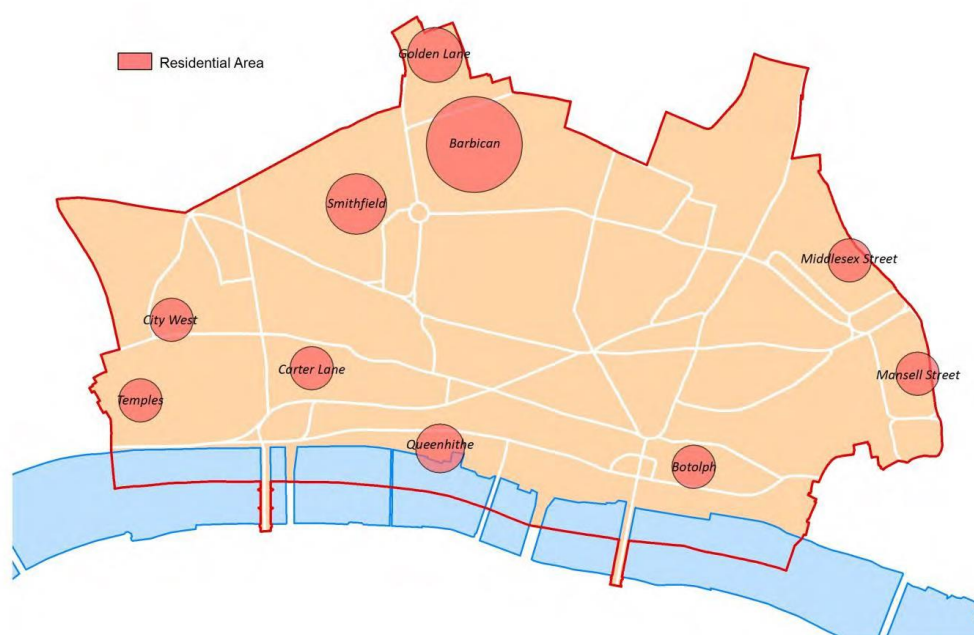 Golden Lane
Residential Area
Barbican
Smithfield
Middlesex Street
City West
Carter Lane
Mansell Street
Temples
Queenhithe
Botolph